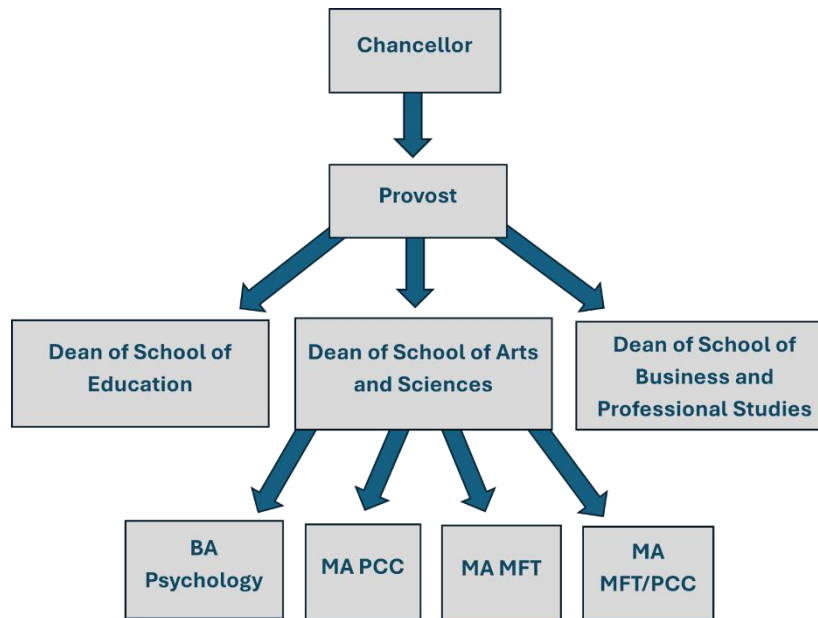 Chancellor
Provost
Dean of School of
Education
Dean of School of Arts
and Sciences
Dean of School of
Business and
Professional Studies
BA
Psychology
MA PCC
MA MFT
MA
MFT/PCC